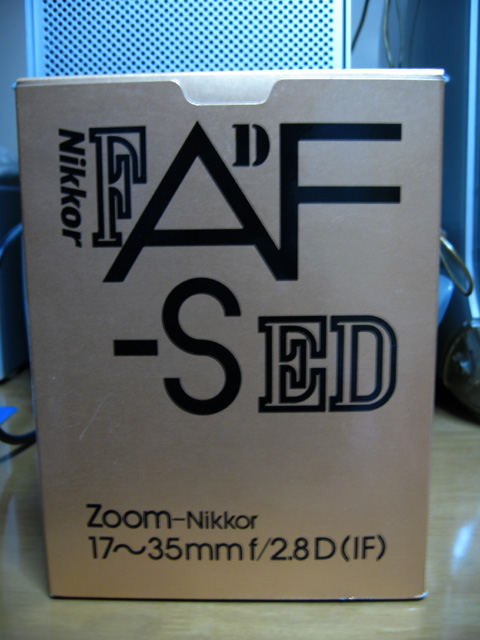 Nikkor
F AF D
-S ED
Zoom-Nikkor
17~35mm f/2.8D(IF)